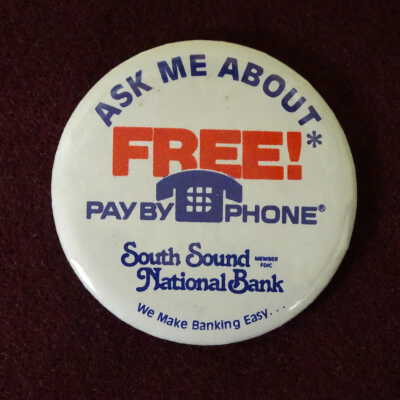 ASK ME ABOUT
FREE!*
PAY BY PHONE®
South Sound MEMBER FDIC
National Bank
We Make Banking Easy...